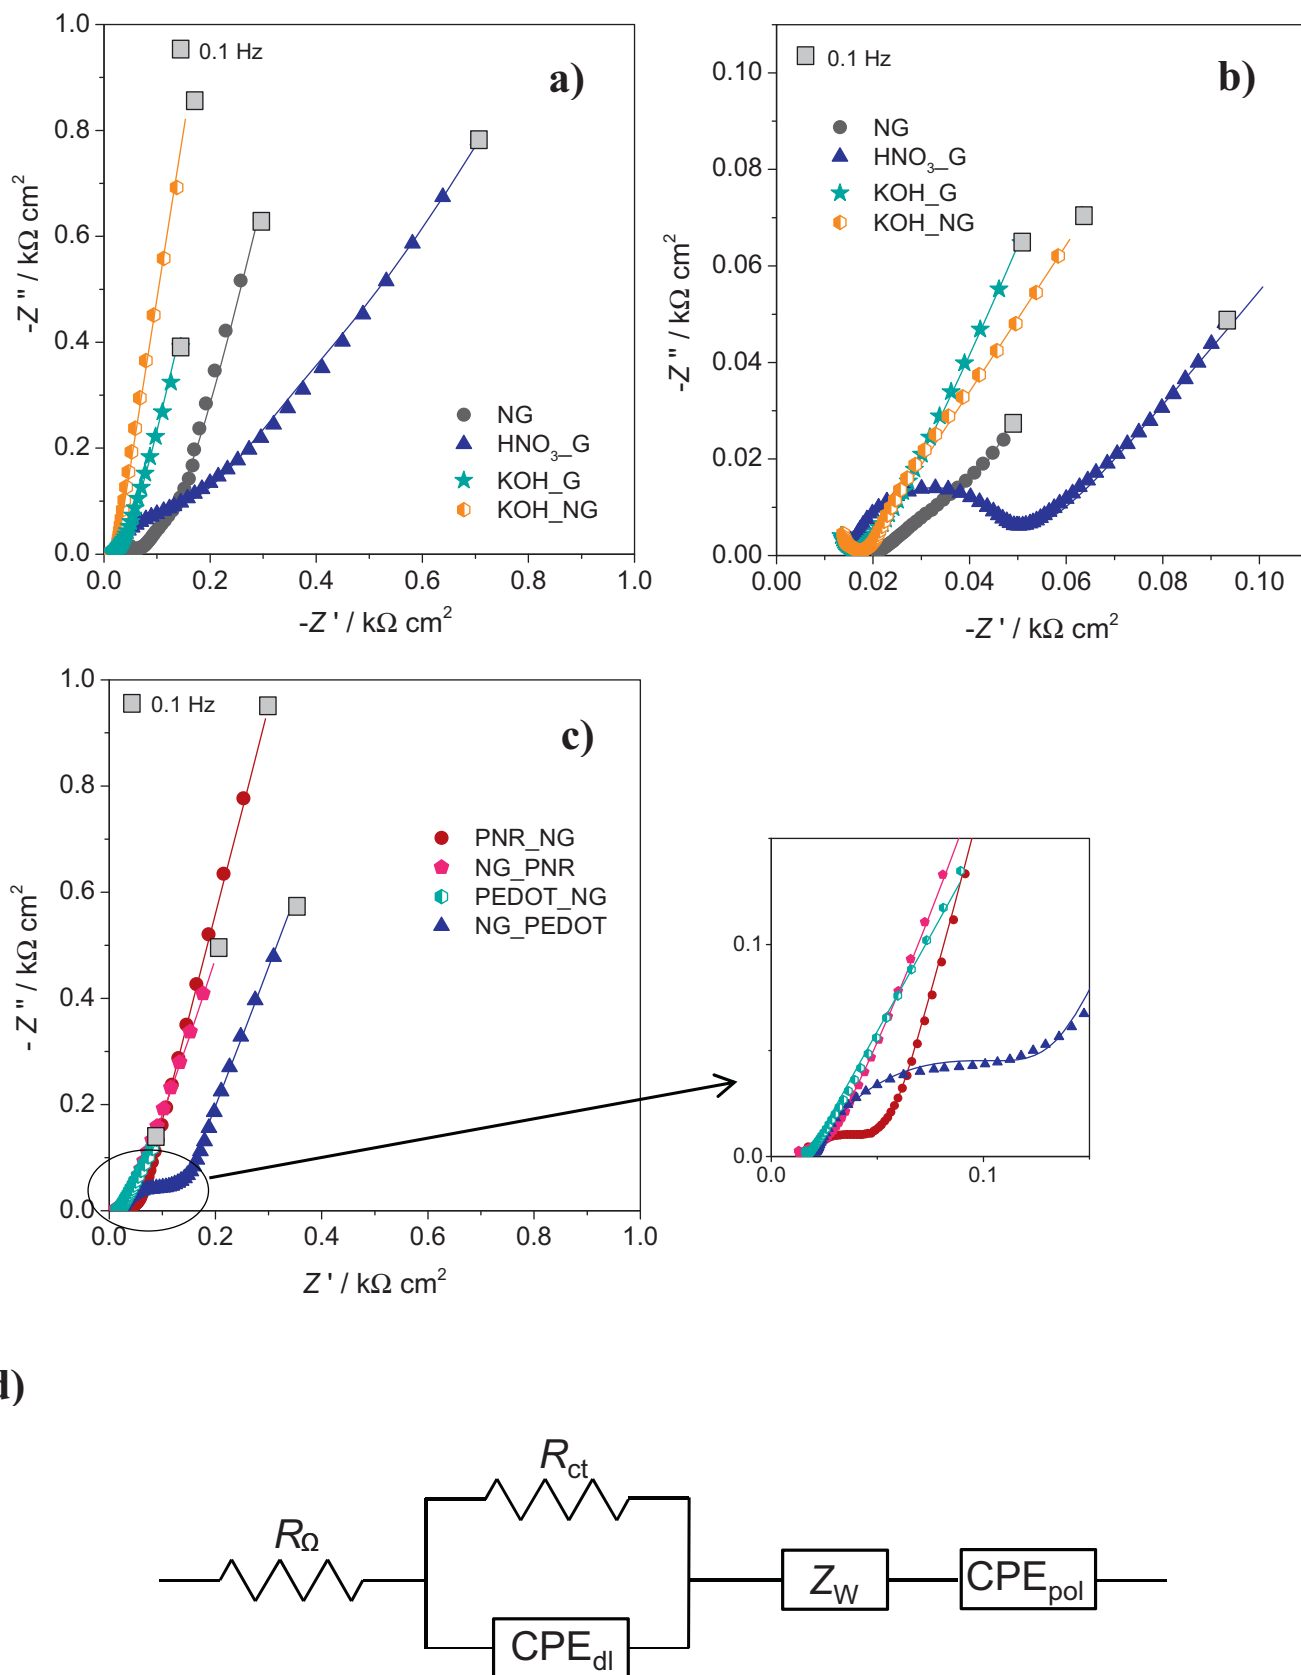 a)
0.1 Hz
1.0
0.8
0.6
0.4
0.2
0.0
-Z '' / kΩ cm²
NG
HNO₃_G
KOH_G
KOH_NG
0.0 0.2 0.4 0.6 0.8 1.0
-Z ' / kΩ cm²
b)
0.1 Hz
0.10
0.08
0.06
0.04
0.02
0.00
-Z '' / kΩ cm²
NG
HNO₃_G
KOH_G
KOH_NG
0.00 0.02 0.04 0.06 0.08 0.10
-Z ' / kΩ cm²
c)
0.1 Hz
1.0
0.8
0.6
0.4
0.2
0.0
- Z '' / kΩ cm²
PNR_NG
NG_PNR
PEDOT_NG
NG_PEDOT
0.0 0.2 0.4 0.6 0.8 1.0
Z ' / kΩ cm²
0.1
0.0
0.0 0.1
d)
R_ct
R_Ω
Z_W
CPE_pol
CPE_dl